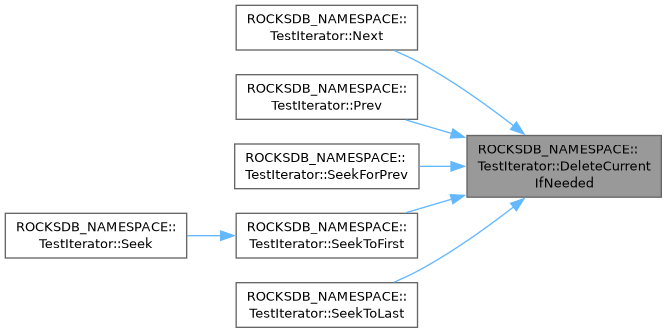 ROCKSDB_NAMESPACE::
TestIterator::Next
ROCKSDB_NAMESPACE::
TestIterator::Prev
ROCKSDB_NAMESPACE::
TestIterator::DeleteCurrent
IfNeeded
ROCKSDB_NAMESPACE::
TestIterator::SeekForPrev
ROCKSDB_NAMESPACE::
TestIterator::Seek
ROCKSDB_NAMESPACE::
TestIterator::SeekToFirst
ROCKSDB_NAMESPACE::
TestIterator::SeekToLast